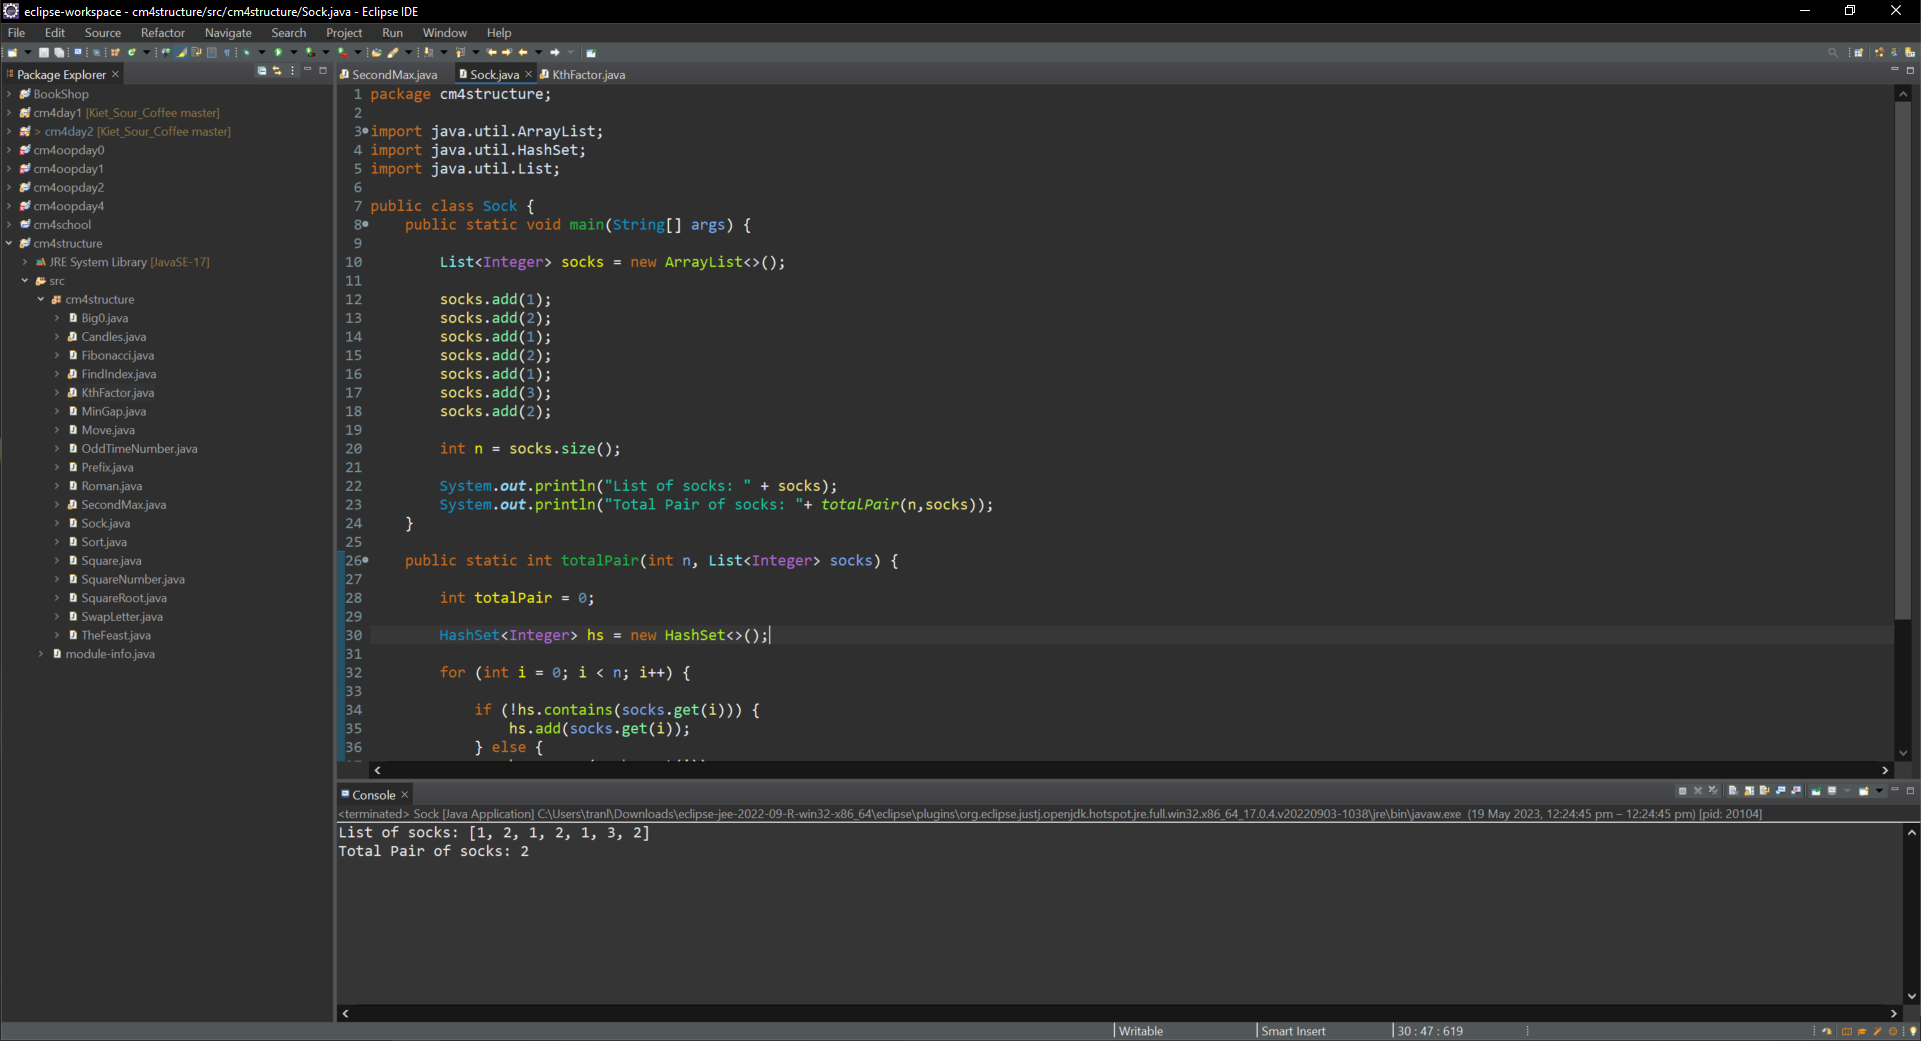 eclipse-workspace - cm4structure/src/cm4structure/Sock.java - Eclipse IDE
File Edit Source Refactor Navigate Search Project Run Window Help
Package Explorer
BookShop
cm4day1 [Kiet_Sour_Coffee master]
> cm4day2 [Kiet_Sour_Coffee master]
cm4oopday0
cm4oopday1
cm4oopday2
cm4oopday4
cm4school
cm4structure
JRE System Library [JavaSE-17]
src
cm4structure
Big0.java
Candles.java
Fibonacci.java
FindIndex.java
KthFactor.java
MinGap.java
Move.java
OddTimeNumber.java
Prefix.java
Roman.java
SecondMax.java
Sock.java
Sort.java
Square.java
SquareNumber.java
SquareRoot.java
SwapLetter.java
TheFeast.java
module-info.java
SecondMax.java Sock.java KthFactor.java
1 package cm4structure;
2
3 import java.util.ArrayList;
4 import java.util.HashSet;
5 import java.util.List;
6
7 public class Sock {
8 public static void main(String[] args) {
9
10 List<Integer> socks = new ArrayList<>();
11
12 socks.add(1);
13 socks.add(2);
14 socks.add(1);
15 socks.add(2);
16 socks.add(1);
17 socks.add(3);
18 socks.add(2);
19
20 int n = socks.size();
21
22 System.out.println("List of socks: " + socks);
23 System.out.println("Total Pair of socks: "+ totalPair(n,socks));
24 }
25
26 public static int totalPair(int n, List<Integer> socks) {
27
28 int totalPair = 0;
29
30 HashSet<Integer> hs = new HashSet<>();
31
32 for (int i = 0; i < n; i++) {
33
34 if (!hs.contains(socks.get(i))) {
35 hs.add(socks.get(i));
36 } else {
Console
<terminated> Sock [Java Application] C:\Users\tranl\Downloads\eclipse-jee-2022-09-R-win32-x86_64\eclipse\plugins\org.eclipse.justj.openjdk.hotspot.jre.full.win32.x86_64_17.0.4.v20220903-1038\jre\bin\javaw.exe (19 May 2023, 12:24:45 pm – 12:24:45 pm) [pid: 20104]
List of socks: [1, 2, 1, 2, 1, 3, 2]
Total Pair of socks: 2
Writable Smart Insert 30 : 47 : 619